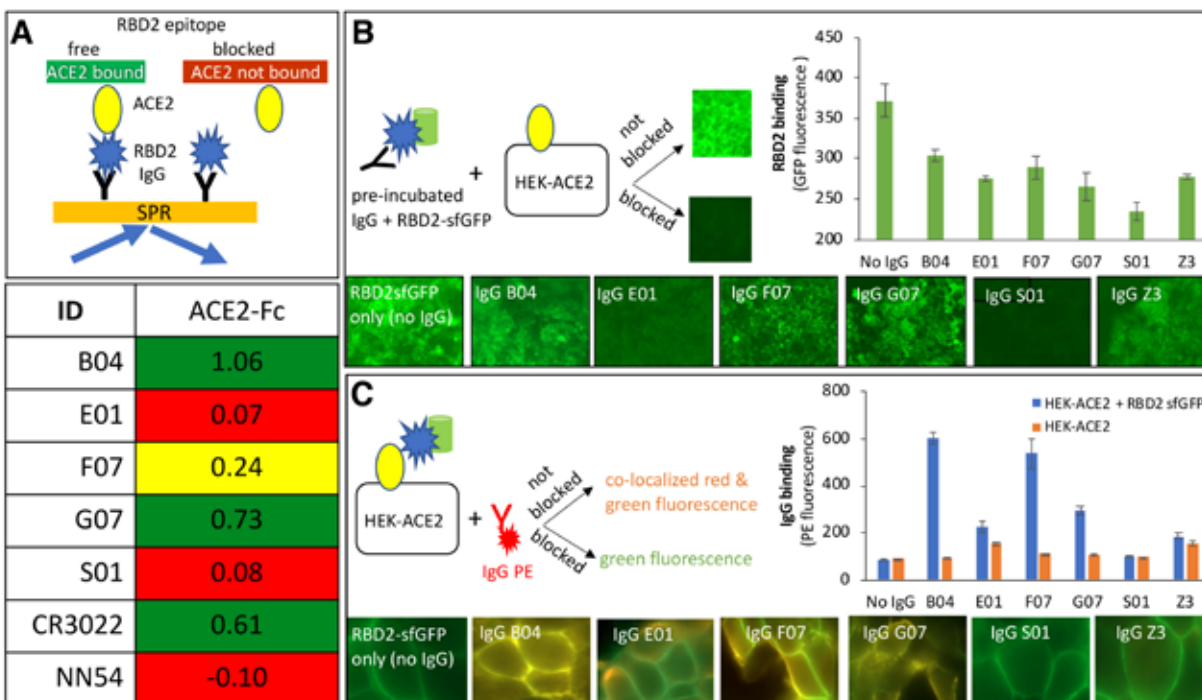 A
RBD2 epitope
free
blocked
ACE2 bound
ACE2 not bound
ACE2
RBD2
IgG
SPR
ID
ACE2-Fc
B04
1.06
E01
0.07
F07
0.24
G07
0.73
S01
0.08
CR3022
0.61
NN54
-0.10
B
pre-incubated
IgG + RBD2-sfGFP
+
HEK-ACE2
not
blocked
blocked
RBD2 binding
(GFP fluorescence )
450
400
350
300
250
200
No IgG B04 E01 F07 G07 S01 Z3
RBD2sfGFP
only (no IgG)
IgG B04
IgG E01
IgG F07
IgG G07
IgG S01
IgG Z3
C
HEK-ACE2
+
IgG PE
not
blocked
blocked
co-localized red &
green fluorescence
green fluorescence
IgG binding
(PE fluorescence)
800
600
400
200
0
HEK-ACE2 + RBD2 sfGFP
HEK-ACE2
No IgG B04 E01 F07 G07 S01 Z3
RBD2-sfGFP
only (no IgG)
IgG B04
IgG E01
IgG F07
IgG G07
IgG S01
IgG Z3